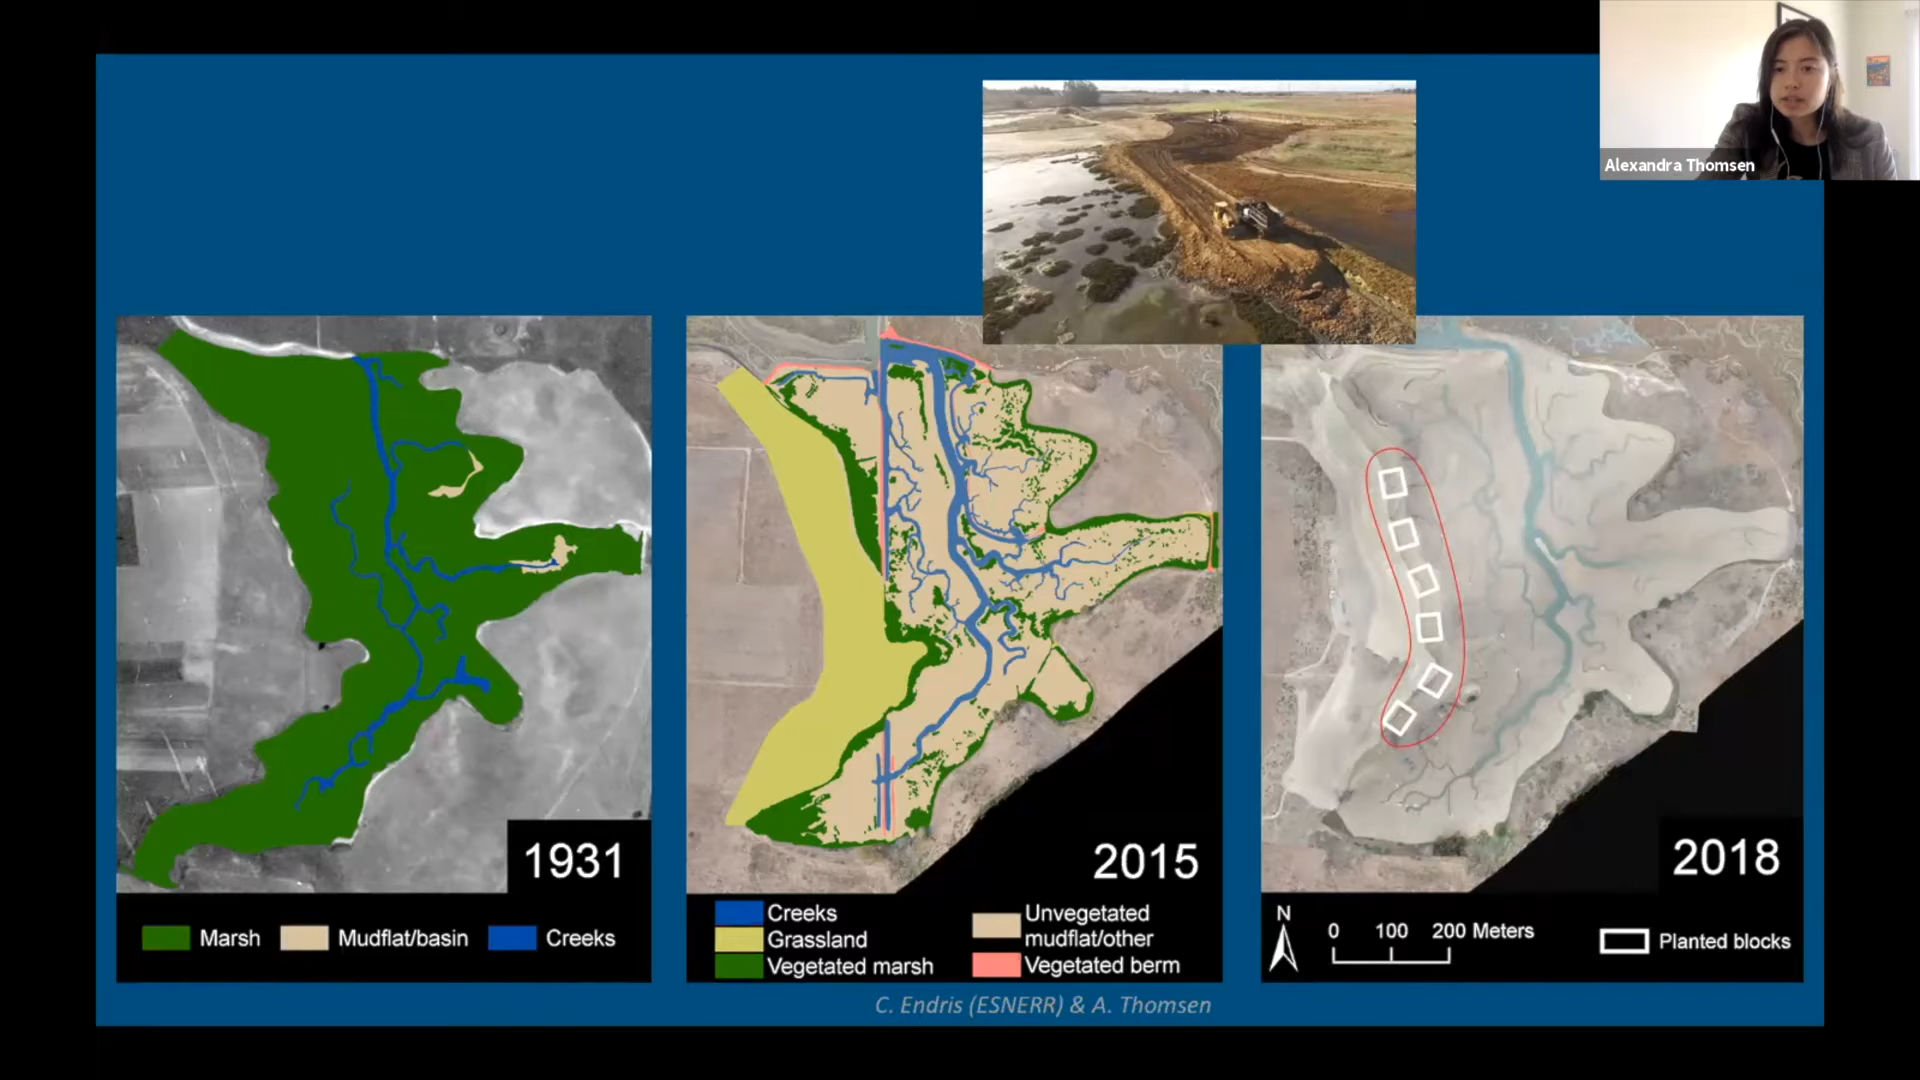 Alexandra Thomsen
1931
Marsh
Mudflat/basin
Creeks
2015
Creeks
Grassland
Vegetated marsh
Unvegetated
mudflat/other
Vegetated berm
2018
N
0 100 200 Meters
Planted blocks
C. Endris (ESNERR) & A. Thomsen